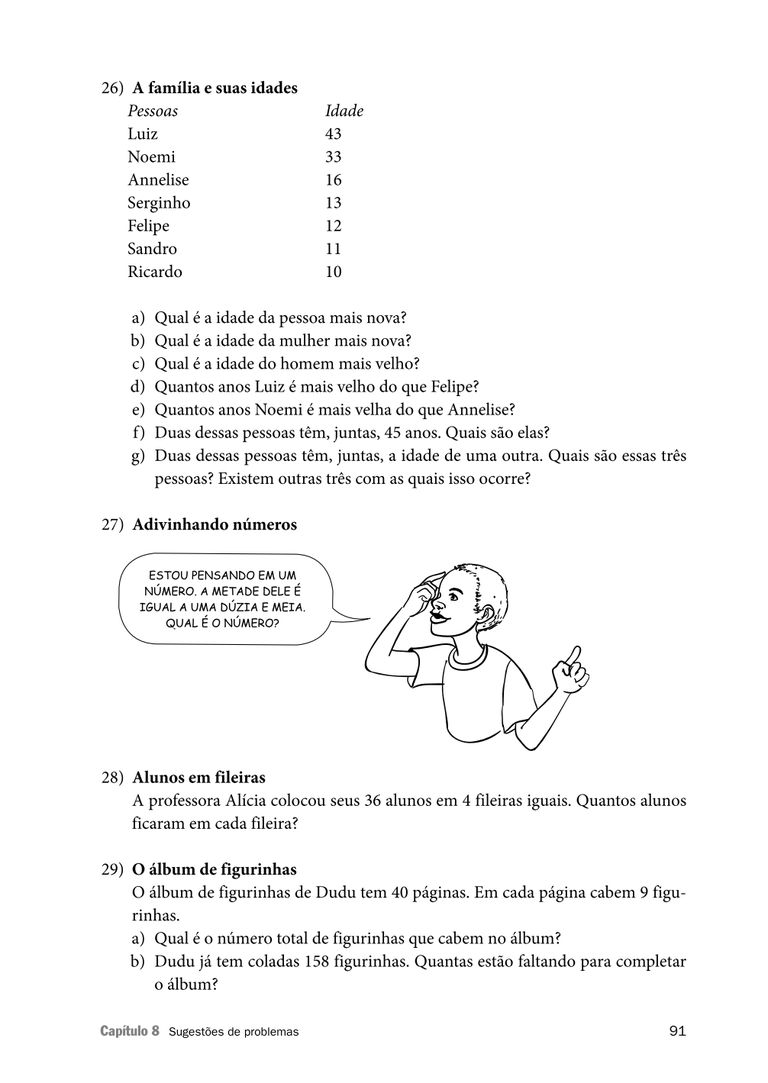 26) A família e suas idades
Pessoas Idade
Luiz 43
Noemi 33
Annelise 16
Serginho 13
Felipe 12
Sandro 11
Ricardo 10
a) Qual é a idade da pessoa mais nova?
b) Qual é a idade da mulher mais nova?
c) Qual é a idade do homem mais velho?
d) Quantos anos Luiz é mais velho do que Felipe?
e) Quantos anos Noemi é mais velha do que Annelise?
f) Duas dessas pessoas têm, juntas, 45 anos. Quais são elas?
g) Duas dessas pessoas têm, juntas, a idade de uma outra. Quais são essas três
pessoas? Existem outras três com as quais isso ocorre?
27) Adivinhando números
ESTOU PENSANDO EM UM
NÚMERO. A METADE DELE É
IGUAL A UMA DÚZIA E MEIA.
QUAL É O NÚMERO?
28) Alunos em fileiras
A professora Alícia colocou seus 36 alunos em 4 fileiras iguais. Quantos alunos
ficaram em cada fileira?
29) O álbum de figurinhas
O álbum de figurinhas de Dudu tem 40 páginas. Em cada página cabem 9 figu-
rinhas.
a) Qual é o número total de figurinhas que cabem no álbum?
b) Dudu já tem coladas 158 figurinhas. Quantas estão faltando para completar
o álbum?
Capítulo 8 Sugestões de problemas 91